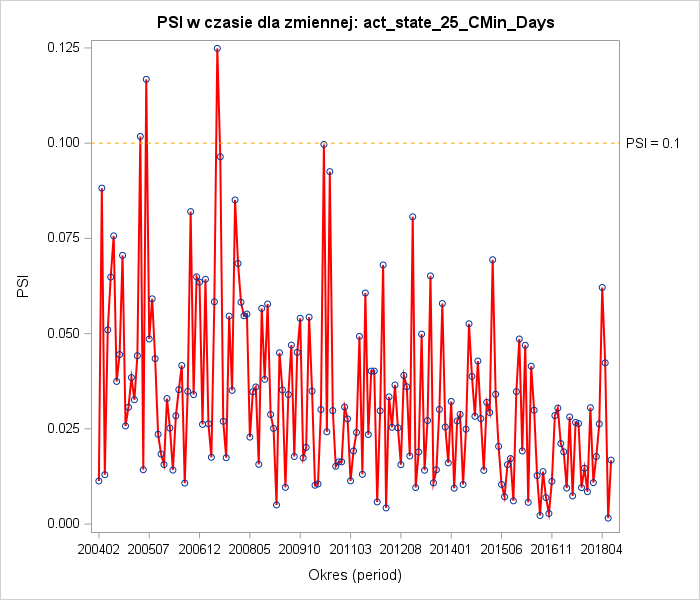 PSI w czasie dla zmiennej: act_state_25_CMin_Days
0.125
0.100
0.075
0.050
0.025
0.000
PSI
PSI = 0.1
200402 200507 200612 200805 200910 201103 201208 201401 201506 201611 201804
Okres (period)